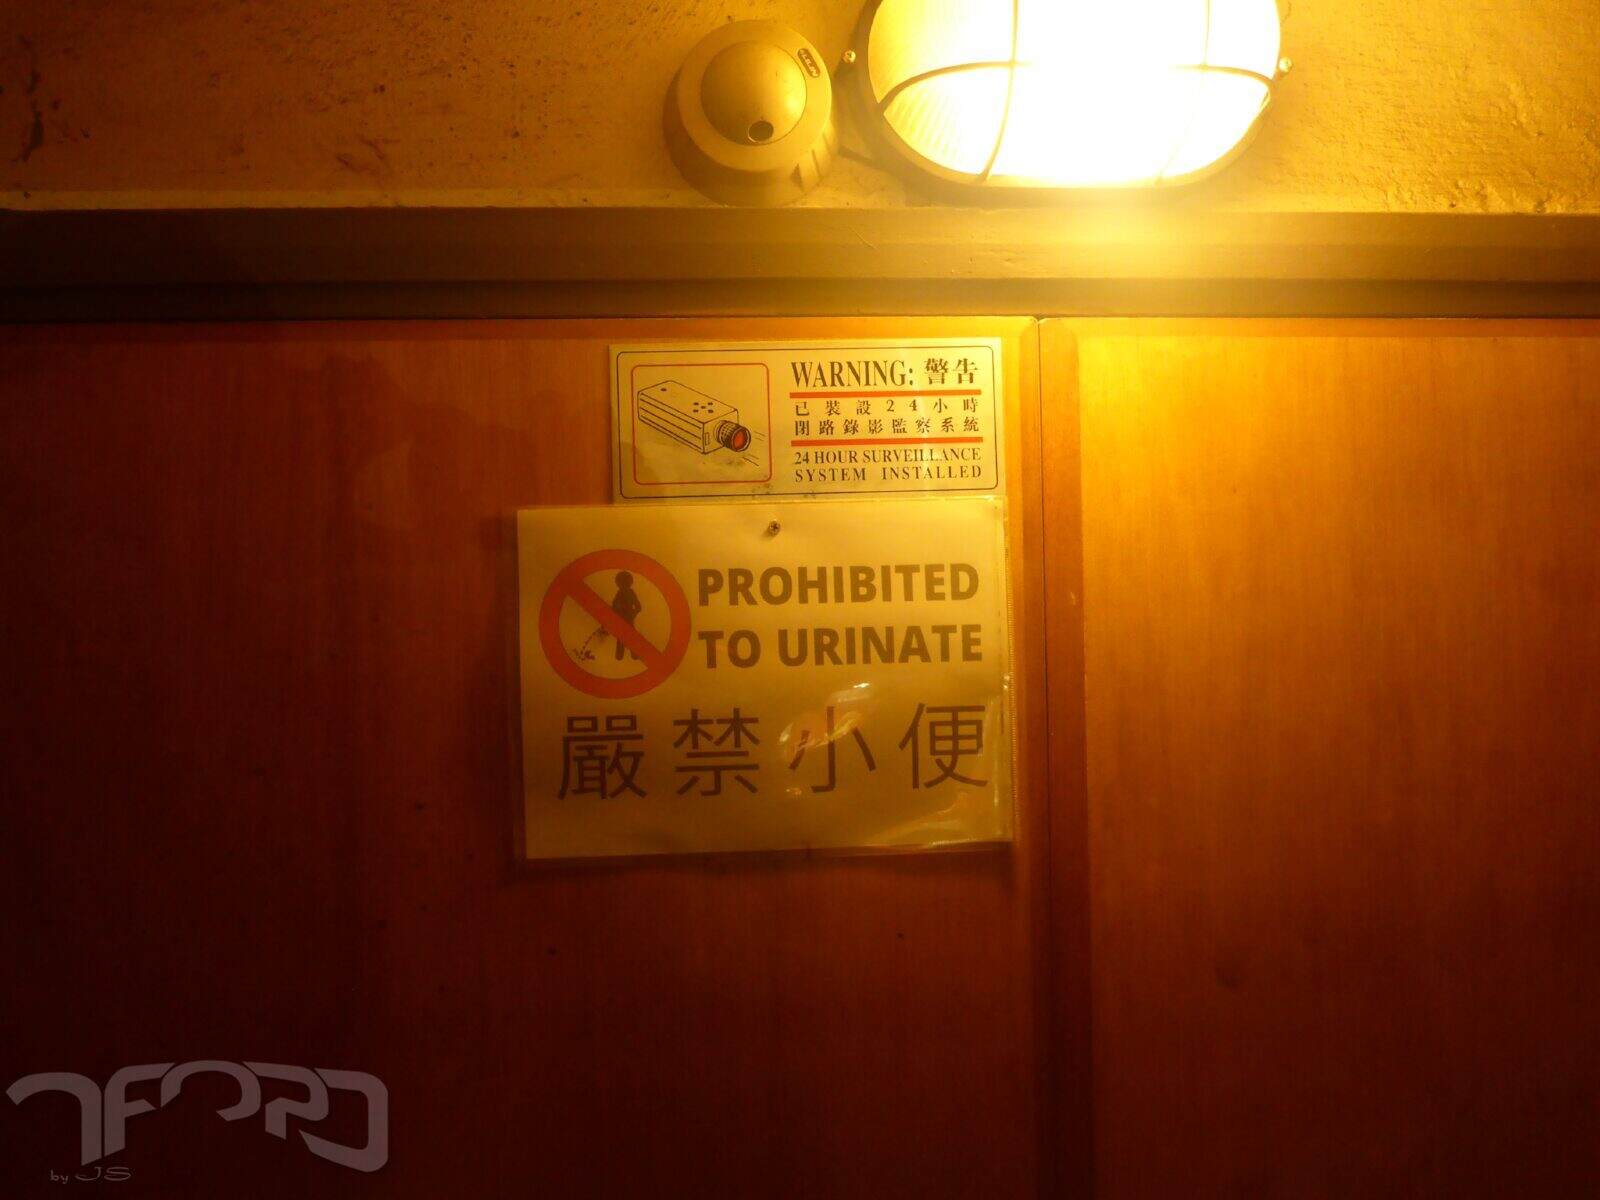 WARNING: 警告
已裝設24小時
閉路錄影監察系統
24 HOUR SURVEILLANCE
SYSTEM INSTALLED
PROHIBITED
TO URINATE
嚴禁小便
by JS